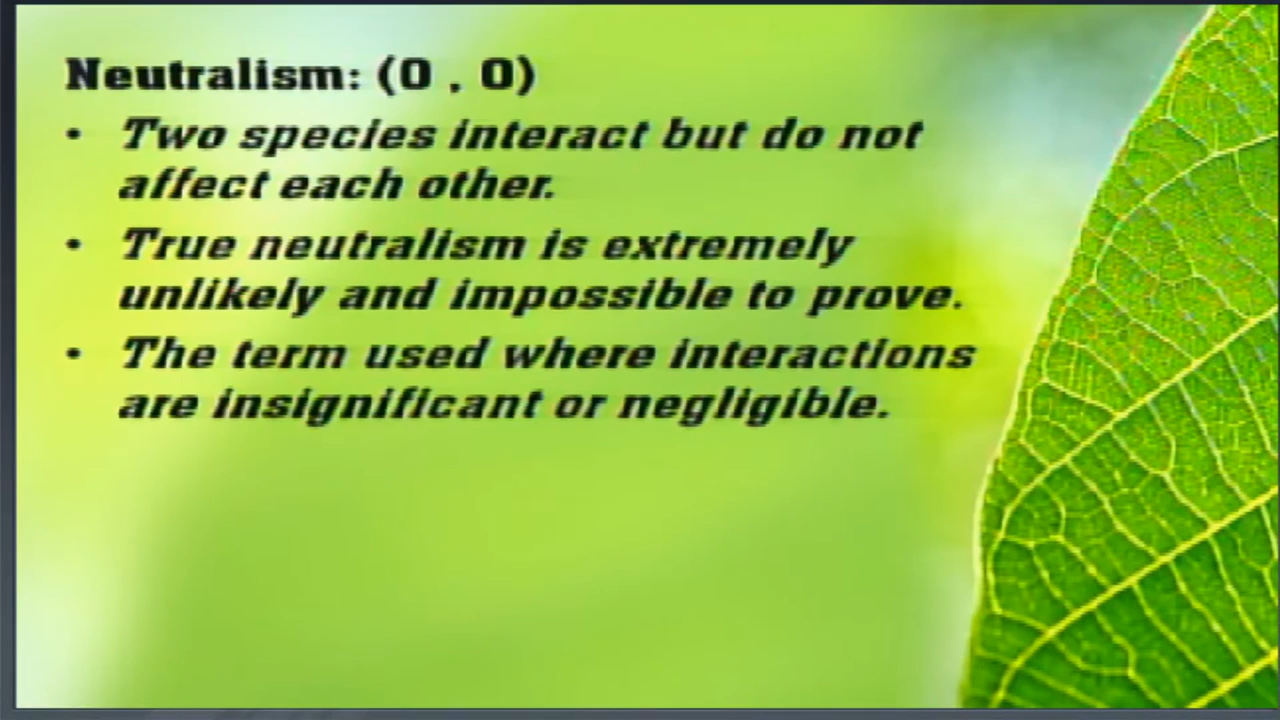 Neutralism: (0 , 0)
• Two species interact but do not
affect each other.
• True neutralism is extremely
unlikely and impossible to prove.
• The term used where interactions
are insignificant or negligible.